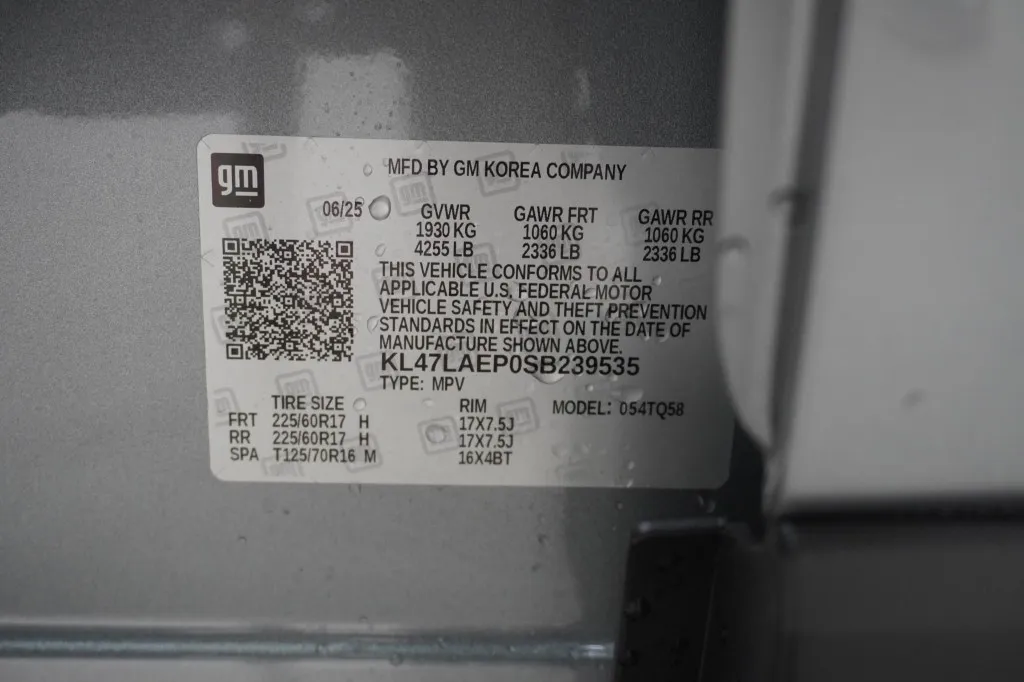 gm
MFD BY GM KOREA COMPANY
06/25
GVWR GAWR FRT GAWR RR
1930 KG 1060 KG 1060 KG
4255 LB 2336 LB 2336 LB
THIS VEHICLE CONFORMS TO ALL
APPLICABLE U.S. FEDERAL MOTOR
VEHICLE SAFETY AND THEFT PREVENTION
STANDARDS IN EFFECT ON THE DATE OF
MANUFACTURE SHOWN ABOVE.
KL47LAEP0SB239535
TYPE: MPV
TIRE SIZE RIM MODEL: 054TQ58
FRT 225/60R17 H 17X7.5J
RR 225/60R17 H 17X7.5J
SPA T125/70R16 M 16X4BT